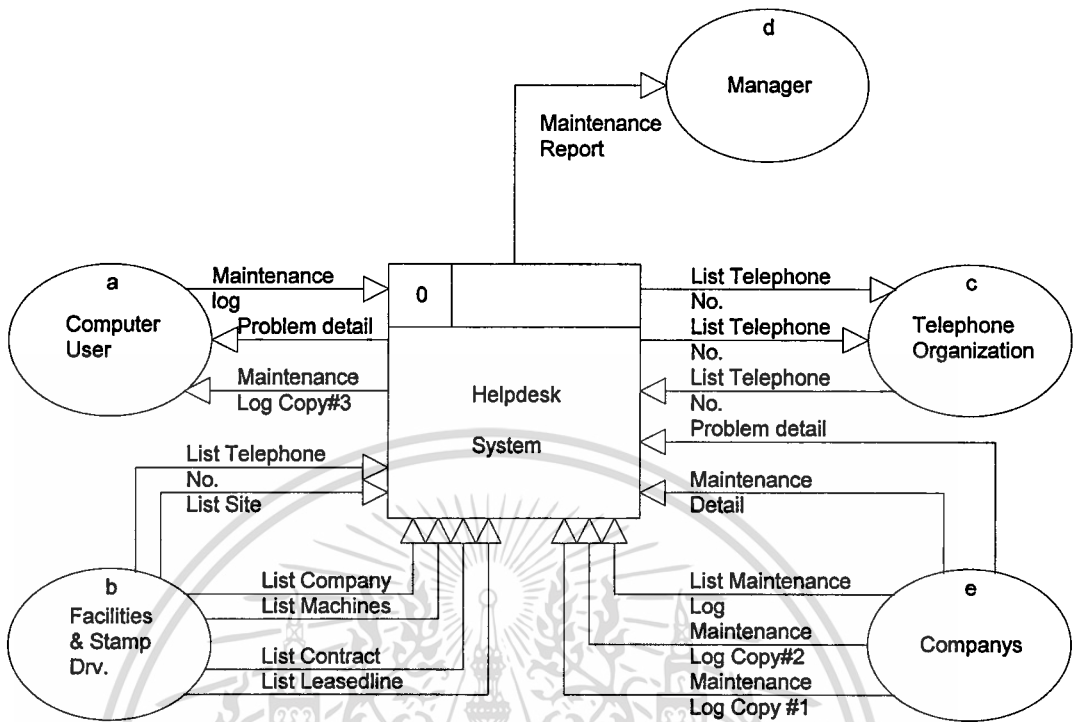 d
Manager
Maintenance
Report
a
Computer
User
Maintenance
log
Problem detail
Maintenance
Log Copy#3
0
Helpdesk
System
List Telephone
No.
List Telephone
No.
List Telephone
No.
Problem detail
Maintenance
Detail
c
Telephone
Organization
List Telephone
No.
List Site
b
Facilities
& Stamp
Drv.
List Company
List Machines
List Contract
List Leasedline
List Maintenance
Log
Maintenance
Log Copy#2
Maintenance
Log Copy #1
e
Companys